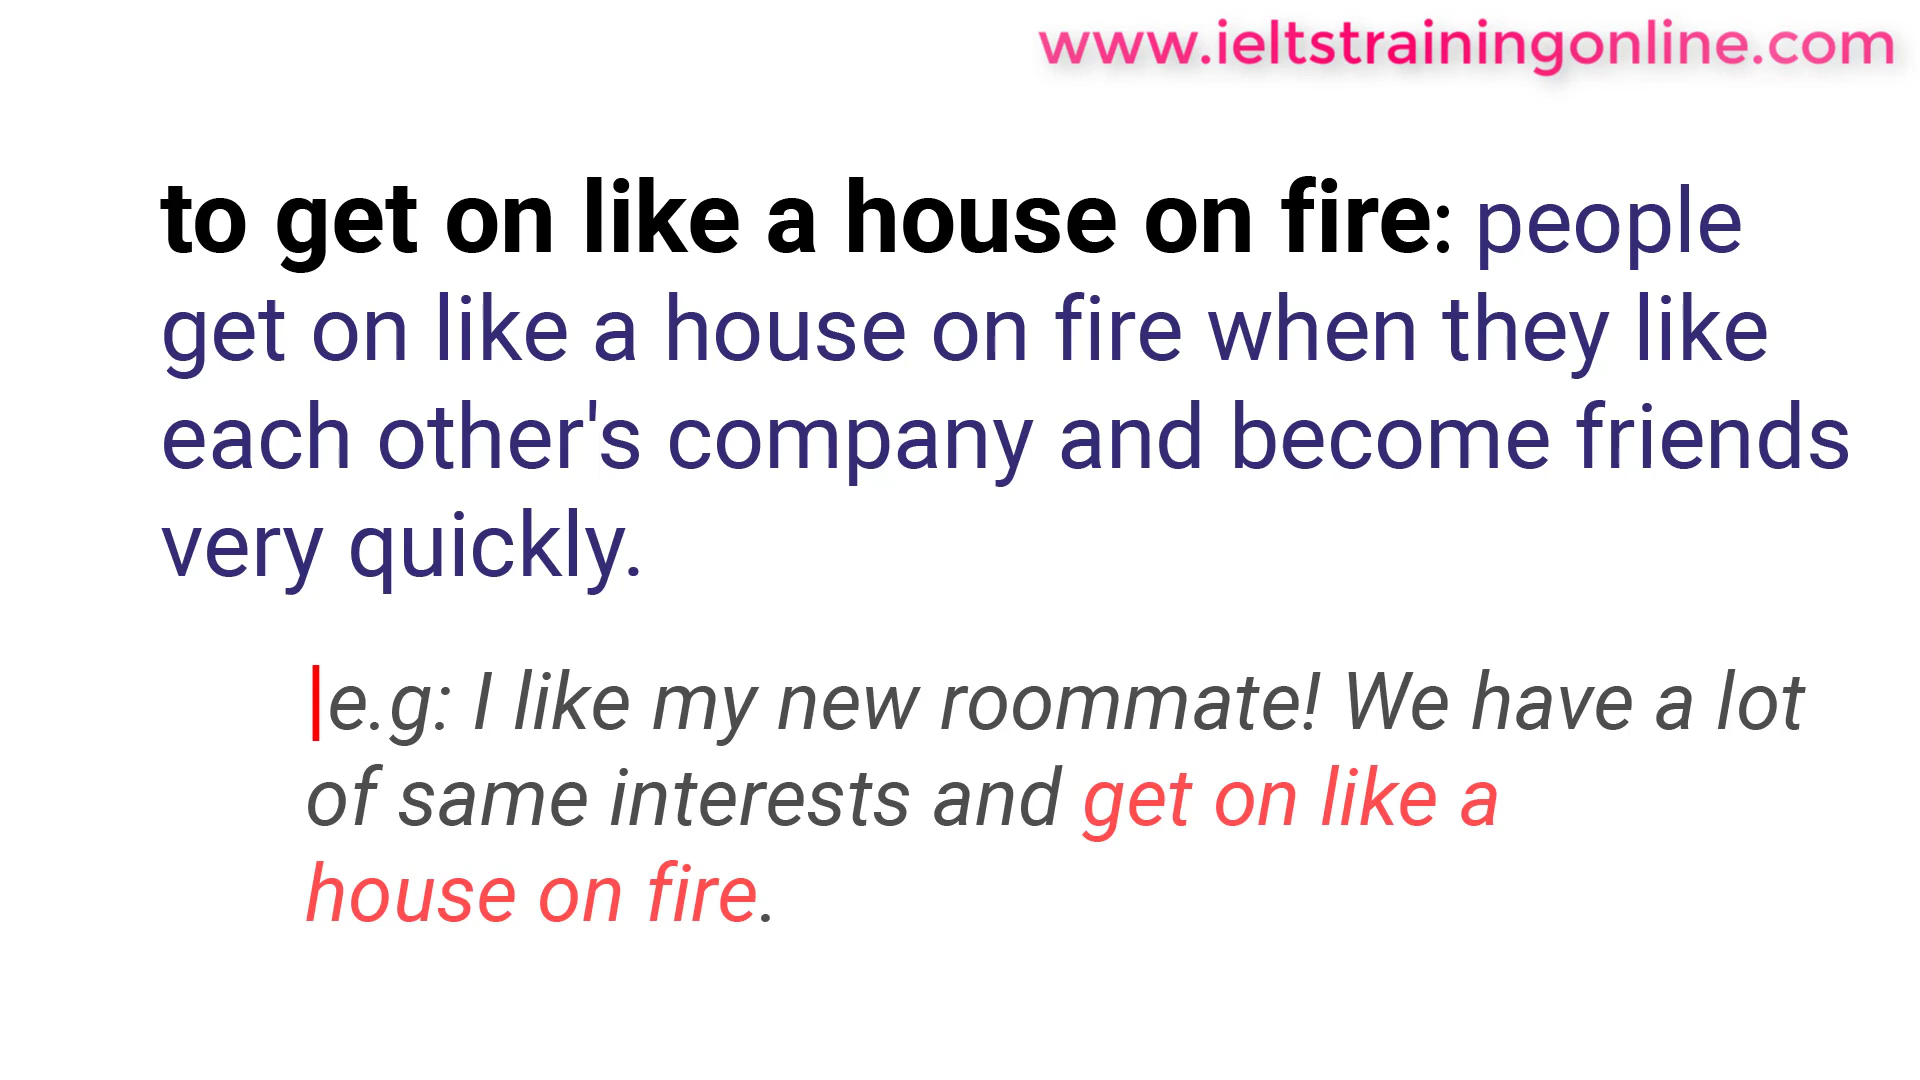 www.ieltstrainingonline.com
to get on like a house on fire: people
get on like a house on fire when they like
each other's company and become friends
very quickly.
e.g: I like my new roommate! We have a lot
of same interests and get on like a
house on fire.